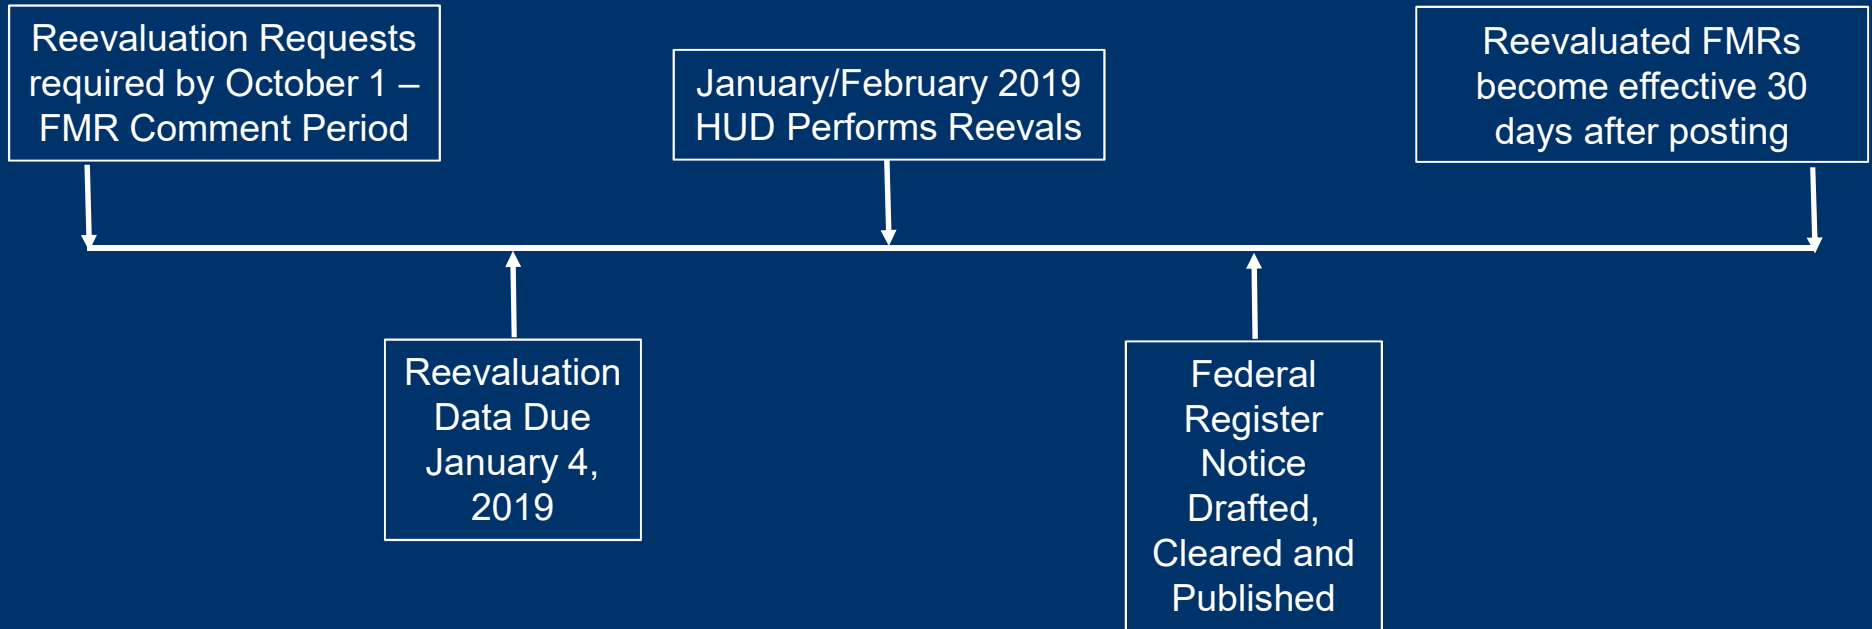 Reevaluation Requests
required by October 1 –
FMR Comment Period
January/February 2019
HUD Performs Reevals
Reevaluated FMRs
become effective 30
days after posting
Reevaluation
Data Due
January 4,
2019
Federal
Register
Notice
Drafted,
Cleared and
Published